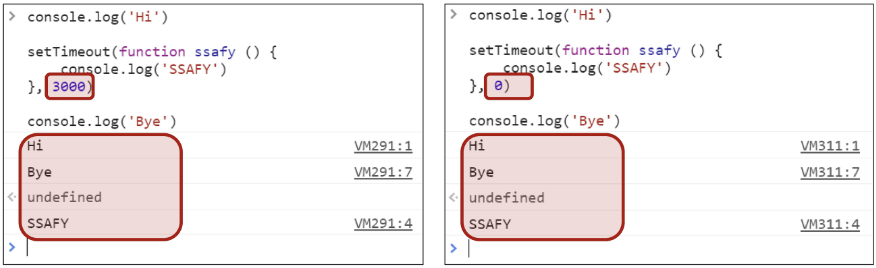 > console.log('Hi')
setTimeout(function ssafy () {
console.log('SSAFY')
}, 3000)
console.log('Bye')
Hi VM291:1
Bye VM291:7
undefined
SSAFY VM291:4
>
> console.log('Hi')
setTimeout(function ssafy () {
console.log('SSAFY')
}, 0)
console.log('Bye')
Hi VM311:1
Bye VM311:7
undefined
SSAFY VM311:4
>